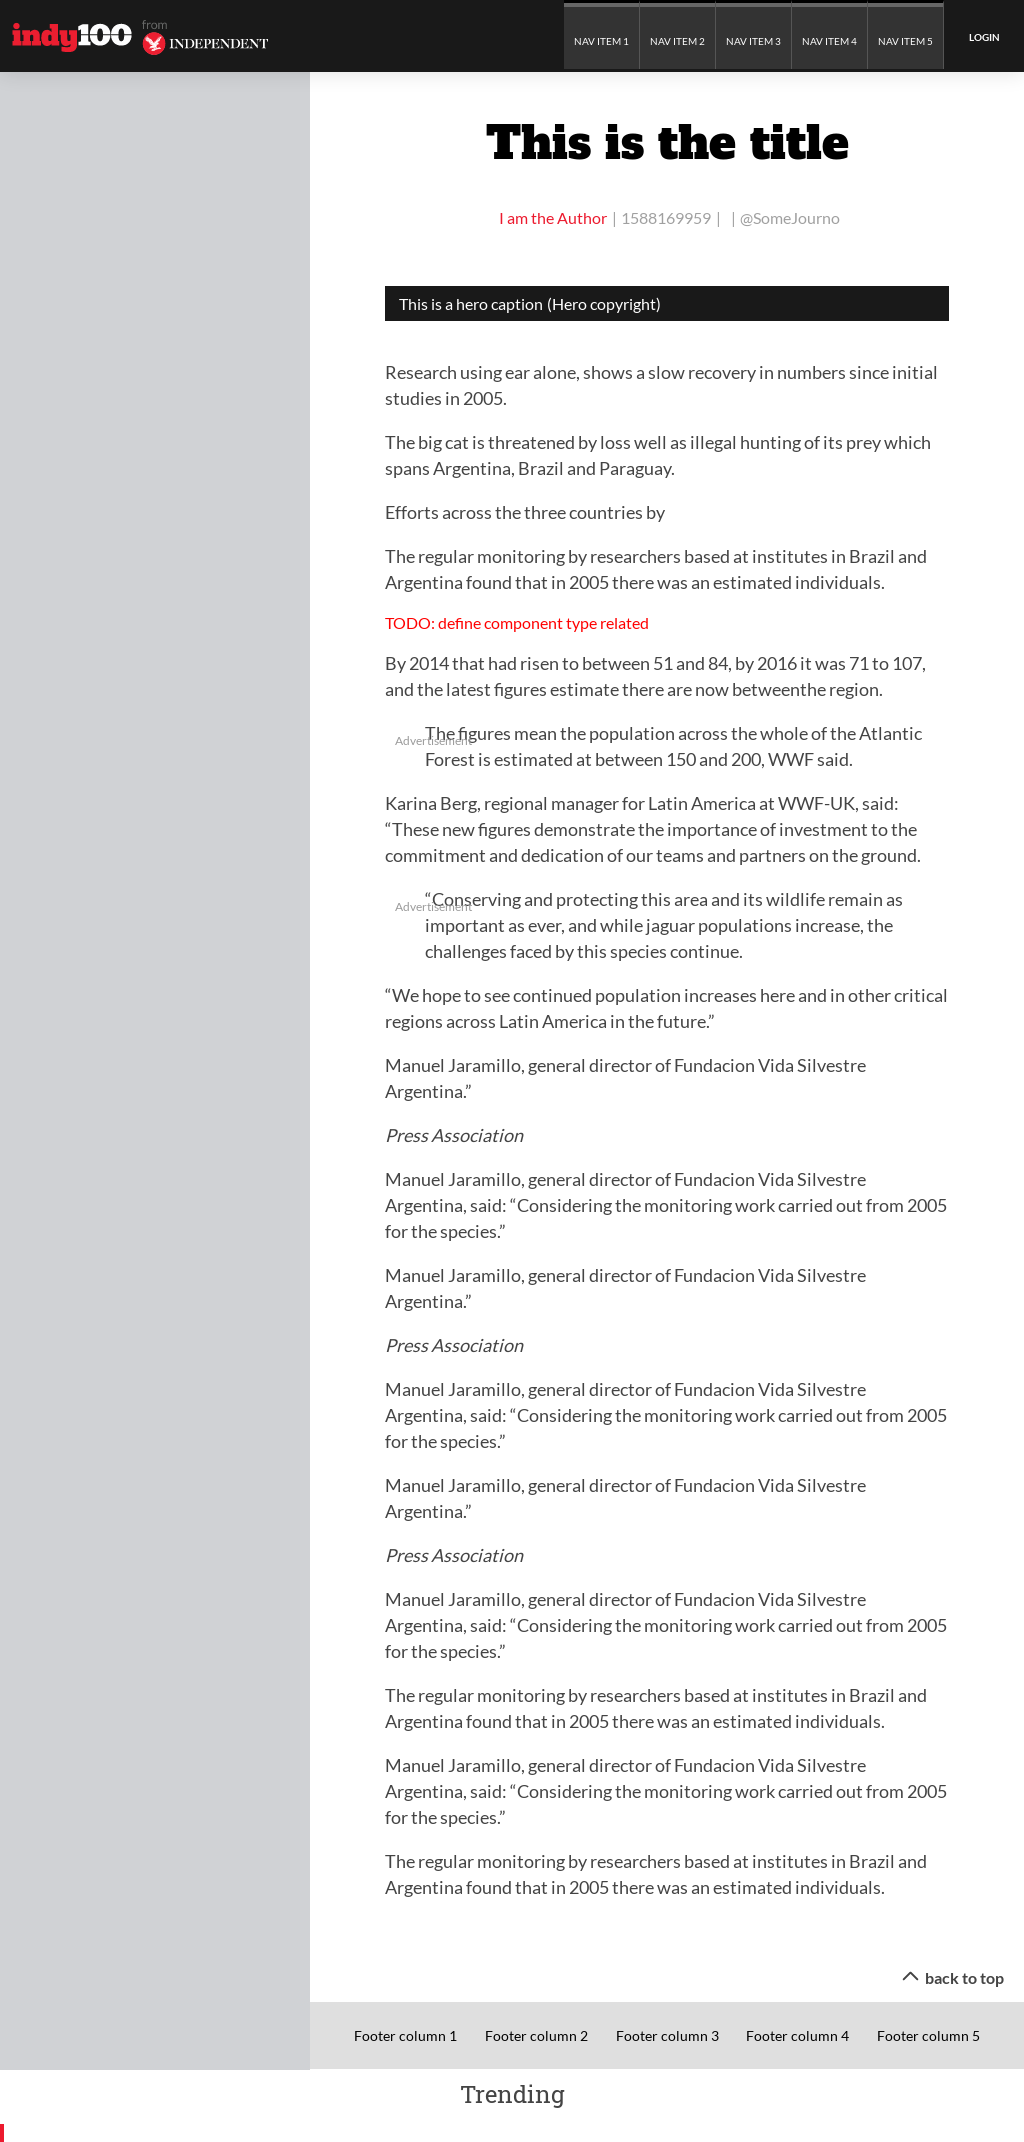 indy100 from INDEPENDENT
NAV ITEM 1 NAV ITEM 2 NAV ITEM 3 NAV ITEM 4 NAV ITEM 5 LOGIN
This is the title
I am the Author | 1588169959 | | @SomeJourno
This is a hero caption (Hero copyright)
Research using ear alone, shows a slow recovery in numbers since initial
studies in 2005.
The big cat is threatened by loss well as illegal hunting of its prey which
spans Argentina, Brazil and Paraguay.
Efforts across the three countries by
The regular monitoring by researchers based at institutes in Brazil and
Argentina found that in 2005 there was an estimated individuals.
TODO: define component type related
By 2014 that had risen to between 51 and 84, by 2016 it was 71 to 107,
and the latest figures estimate there are now betweenthe region.
The figures mean the population across the whole of the Atlantic
Advertisement
Forest is estimated at between 150 and 200, WWF said.
Karina Berg, regional manager for Latin America at WWF-UK, said:
“These new figures demonstrate the importance of investment to the
commitment and dedication of our teams and partners on the ground.
“Conserving and protecting this area and its wildlife remain as
Advertisement
important as ever, and while jaguar populations increase, the
challenges faced by this species continue.
“We hope to see continued population increases here and in other critical
regions across Latin America in the future.”
Manuel Jaramillo, general director of Fundacion Vida Silvestre
Argentina.”
Press Association
Manuel Jaramillo, general director of Fundacion Vida Silvestre
Argentina, said: “Considering the monitoring work carried out from 2005
for the species.”
Manuel Jaramillo, general director of Fundacion Vida Silvestre
Argentina.”
Press Association
Manuel Jaramillo, general director of Fundacion Vida Silvestre
Argentina, said: “Considering the monitoring work carried out from 2005
for the species.”
Manuel Jaramillo, general director of Fundacion Vida Silvestre
Argentina.”
Press Association
Manuel Jaramillo, general director of Fundacion Vida Silvestre
Argentina, said: “Considering the monitoring work carried out from 2005
for the species.”
The regular monitoring by researchers based at institutes in Brazil and
Argentina found that in 2005 there was an estimated individuals.
Manuel Jaramillo, general director of Fundacion Vida Silvestre
Argentina, said: “Considering the monitoring work carried out from 2005
for the species.”
The regular monitoring by researchers based at institutes in Brazil and
Argentina found that in 2005 there was an estimated individuals.
back to top
Footer column 1 Footer column 2 Footer column 3 Footer column 4 Footer column 5
Trending